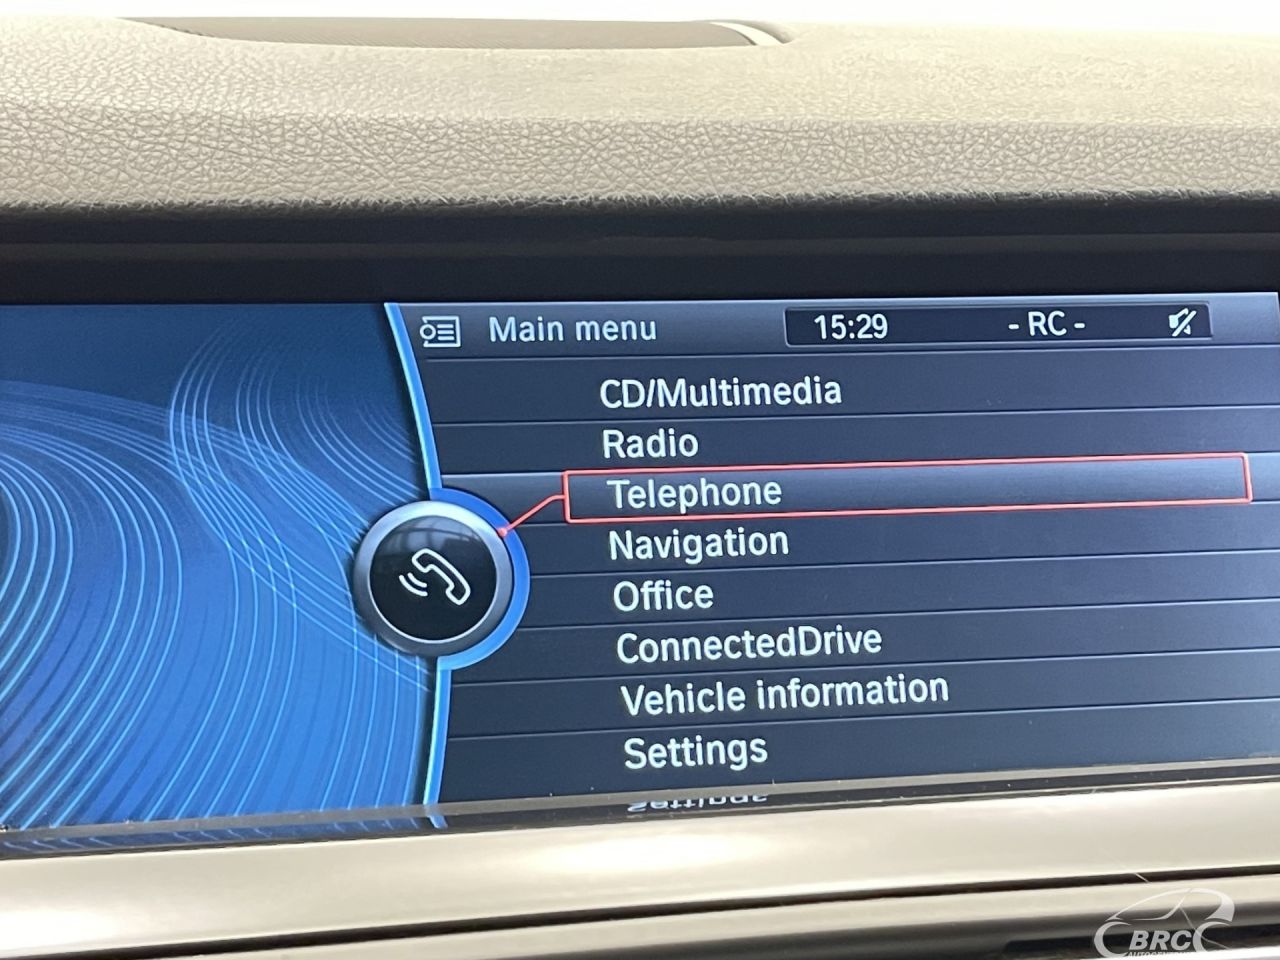 Main menu
15:29
- RC -
CD/Multimedia
Radio
Telephone
Navigation
Office
ConnectedDrive
Vehicle information
Settings
BRC